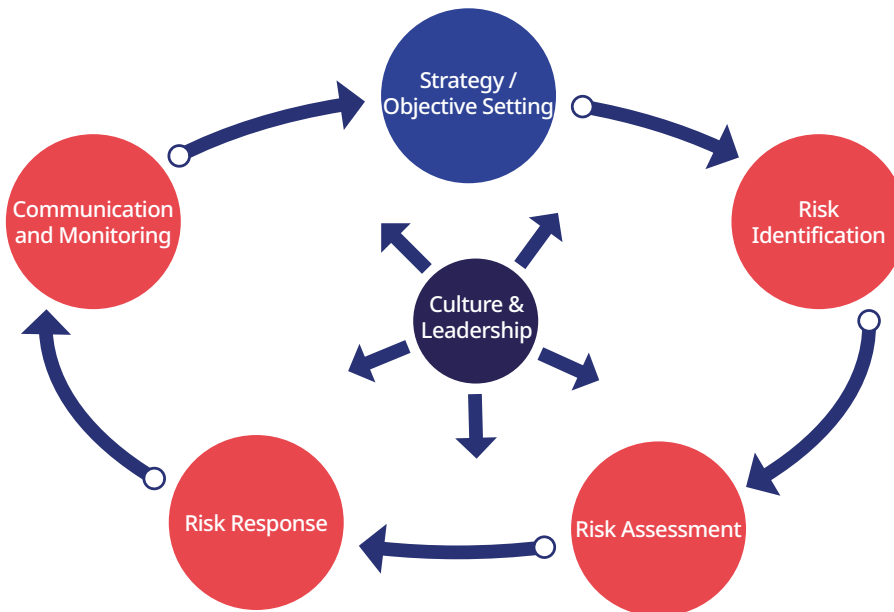 Strategy /
Objective Setting
Communication
and Monitoring
Risk
Identification
Culture &
Leadership
Risk Response
Risk Assessment